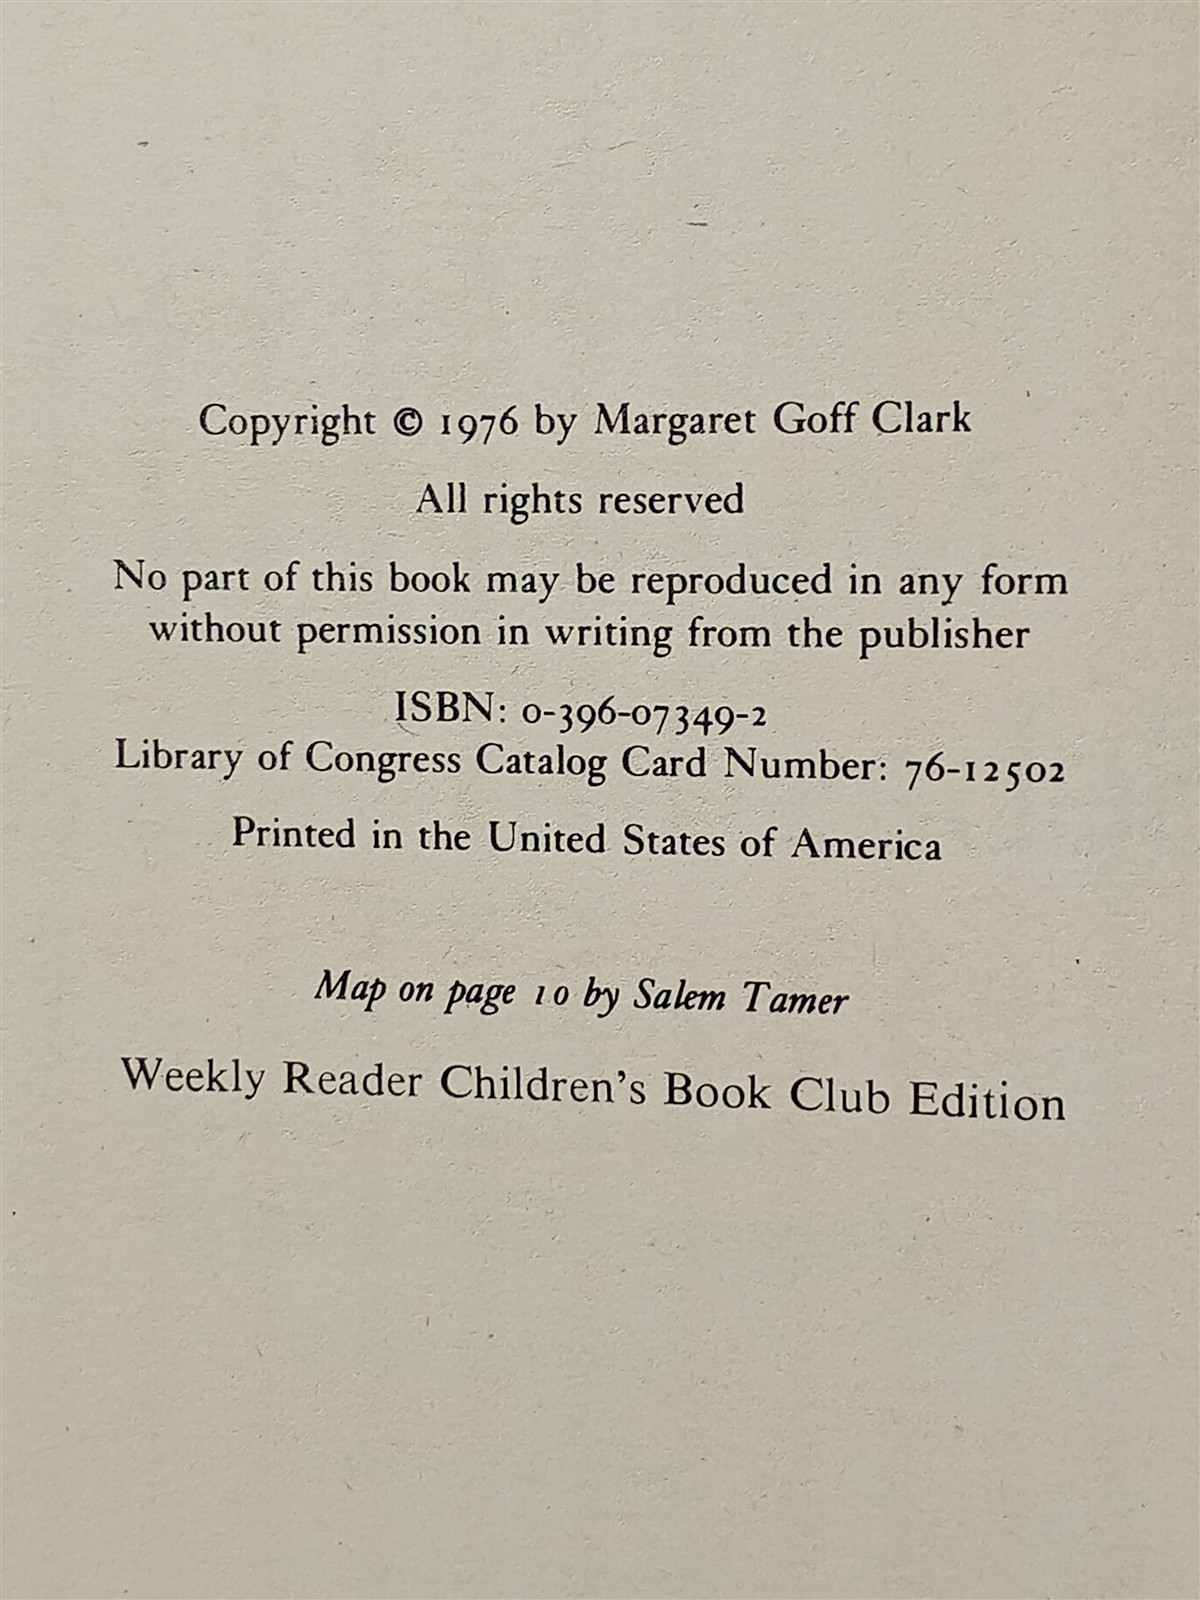 Copyright © 1976 by Margaret Goff Clark
All rights reserved
No part of this book may be reproduced in any form
without permission in writing from the publisher
ISBN: 0-396-07349-2
Library of Congress Catalog Card Number: 76-12502
Printed in the United States of America
Map on page 10 by Salem Tamer
Weekly Reader Children's Book Club Edition